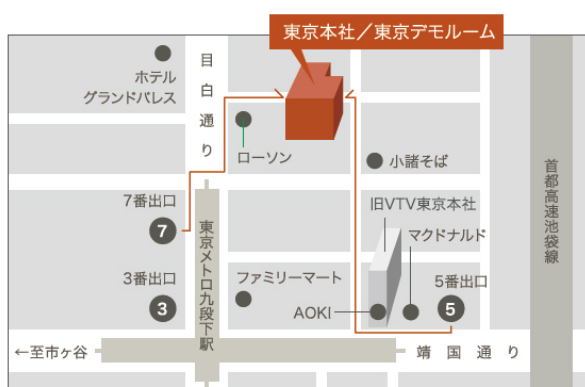 東京本社／東京デモルーム
ホテル
グランドパレス
目白通り
ローソン
小諸そば
首都高速池袋線
7番出口
7
旧VTV東京本社
マクドナルド
東京メトロ九段下駅
3番出口
3
ファミリーマート
5番出口
5
AOKI
←至市ヶ谷
靖国通り